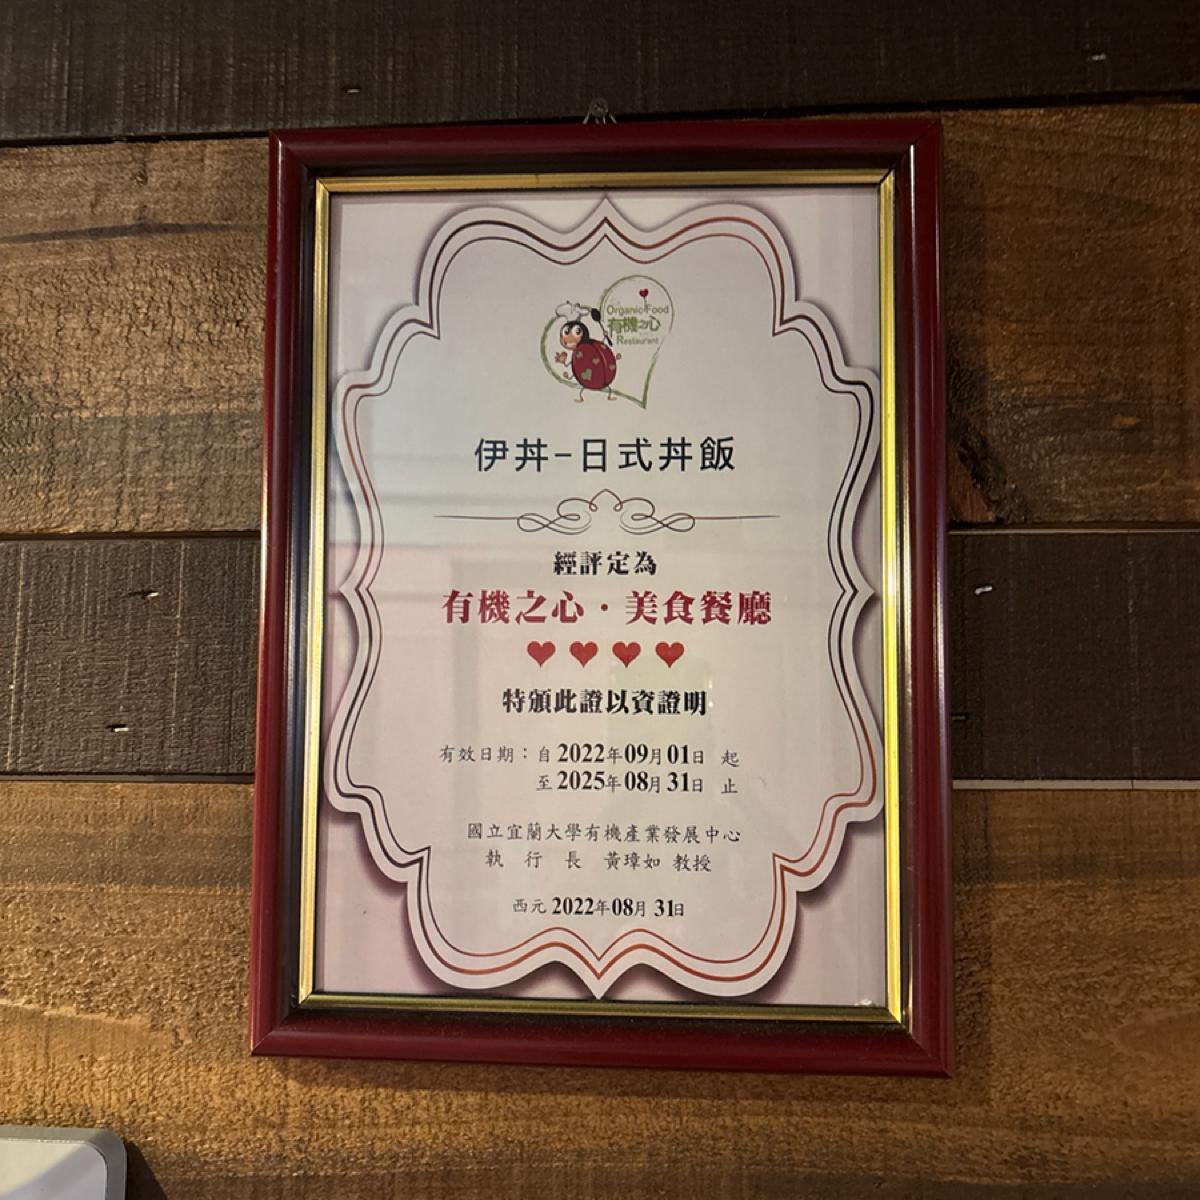 Organic Food
有機之心
Restaurant
伊丼–日式丼飯
經評定為
有機之心·美食餐廳
特頒此證以資證明
有效日期:自2022年09月01日 起
至2025年08月31日 止
國立宜蘭大學有機產業發展中心
執 行 長 黃璋如 教授
西元 2022年08月31日